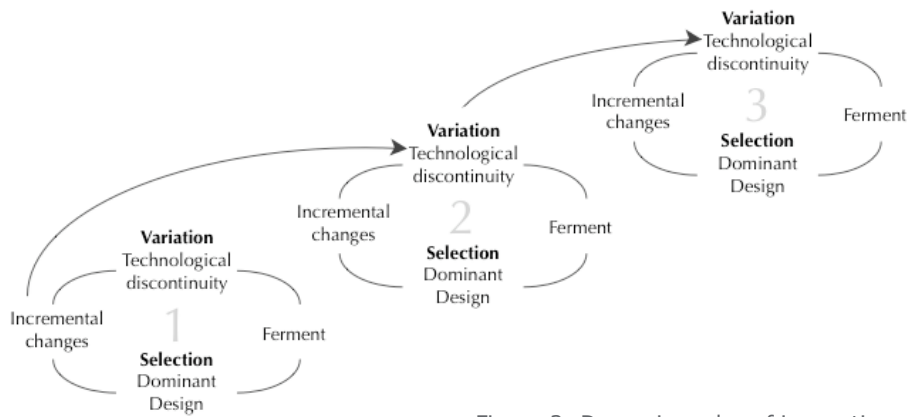 Variation
Technological
discontinuity
Incremental
changes
3
Ferment
Selection
Dominant
Design
Variation
Technological
discontinuity
Incremental
changes
2
Ferment
Selection
Dominant
Design
Variation
Technological
discontinuity
Incremental
changes
1
Ferment
Selection
Dominant
Design